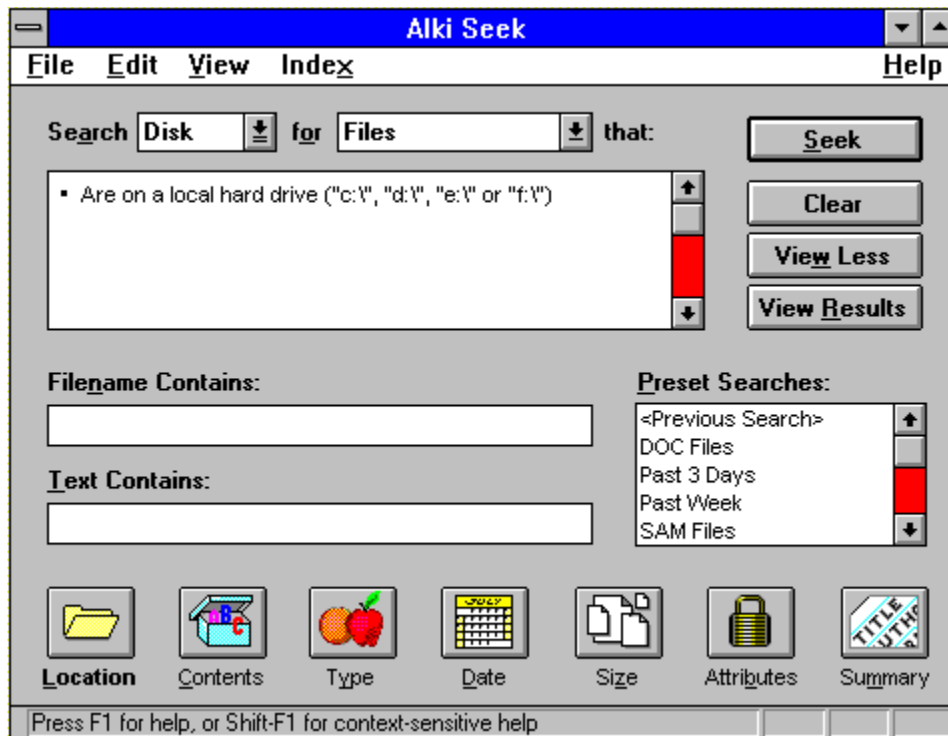 Alki Seek
File Edit View Index Help
Search Disk for Files that:
Seek
▪ Are on a local hard drive ("c:\", "d:\", "e:\" or "f:\")
Clear
View Less
View Results
Filename Contains:
Preset Searches:
<Previous Search>
DOC Files
Past 3 Days
Past Week
SAM Files
Text Contains:
ABC
JULY
TITLE
Location Contents Type Date Size Attributes Summary
Press F1 for help, or Shift-F1 for context-sensitive help